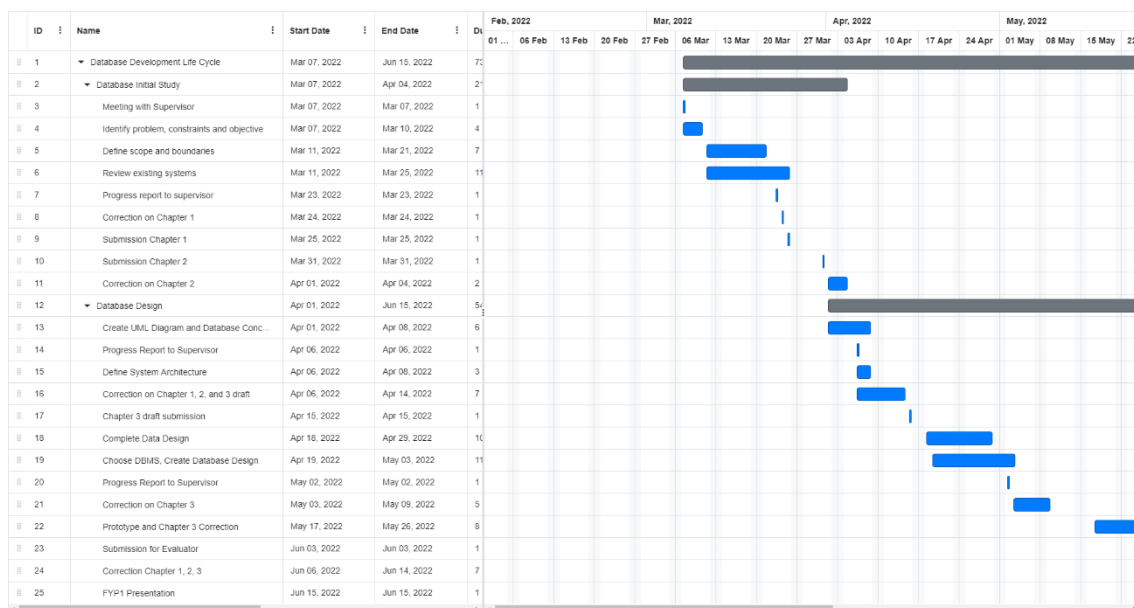 Feb, 2022 Mar, 2022 Apr, 2022 May, 2022
ID Name Start Date End Date
01 ... 06 Feb 13 Feb 20 Feb 27 Feb 06 Mar 13 Mar 20 Mar 27 Mar 03 Apr 10 Apr 17 Apr 24 Apr 01 May 08 May 15 May 22
1 Database Development Life Cycle Mar 07, 2022 Jun 15, 2022
2 Database Initial Study Mar 07, 2022 Apr 04, 2022
3 Meeting with Supervisor Mar 07, 2022 Mar 07, 2022 1
4 Identify problem, constraints and objective Mar 07, 2022 Mar 10, 2022 4
5 Define scope and boundaries Mar 11, 2022 Mar 21, 2022 7
6 Review existing systems Mar 11, 2022 Mar 25, 2022 11
7 Progress report to supervisor Mar 23, 2022 Mar 23, 2022 1
8 Correction on Chapter 1 Mar 24, 2022 Mar 24, 2022 1
9 Submission Chapter 1 Mar 25, 2022 Mar 25, 2022 1
10 Submission Chapter 2 Mar 31, 2022 Mar 31, 2022 1
11 Correction on Chapter 2 Apr 01, 2022 Apr 04, 2022 2
12 Database Design Apr 01, 2022 Jun 15, 2022
13 Create UML Diagram and Database Conc... Apr 01, 2022 Apr 08, 2022 6
14 Progress Report to Supervisor Apr 06, 2022 Apr 06, 2022 1
15 Define System Architecture Apr 06, 2022 Apr 08, 2022 3
16 Correction on Chapter 1, 2, and 3 draft Apr 06, 2022 Apr 14, 2022 7
17 Chapter 3 draft submission Apr 15, 2022 Apr 15, 2022 1
18 Complete Data Design Apr 18, 2022 Apr 29, 2022
19 Choose DBMS, Create Database Design Apr 19, 2022 May 03, 2022 11
20 Progress Report to Supervisor May 02, 2022 May 02, 2022 1
21 Correction on Chapter 3 May 03, 2022 May 09, 2022 5
22 Prototype and Chapter 3 Correction May 17, 2022 May 26, 2022 8
23 Submission for Evaluator Jun 03, 2022 Jun 03, 2022 1
24 Correction Chapter 1, 2, 3 Jun 06, 2022 Jun 14, 2022 7
25 FYP1 Presentation Jun 15, 2022 Jun 15, 2022 1